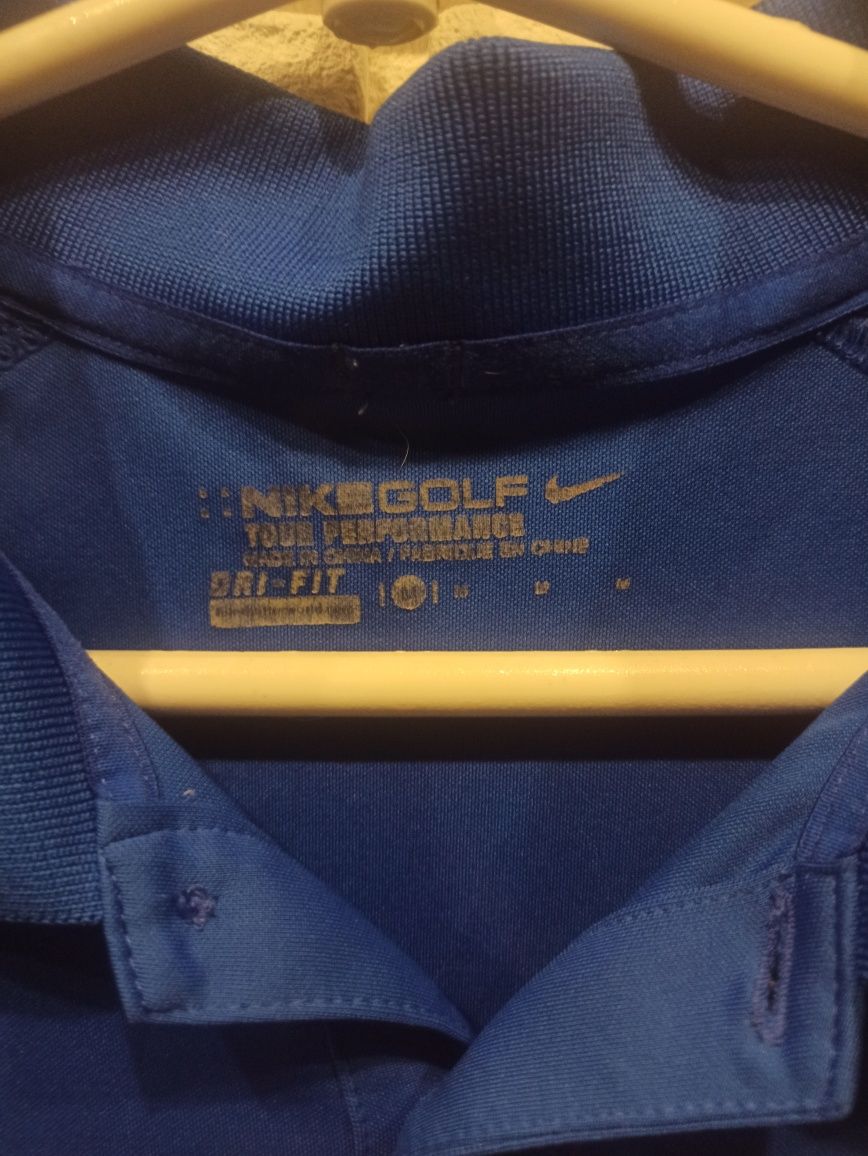 NIKEGOLF
TOUR PERFORMANCE
MADE IN CHINA / FABRIQUE EN CHINE
DRI-FIT
M M M M